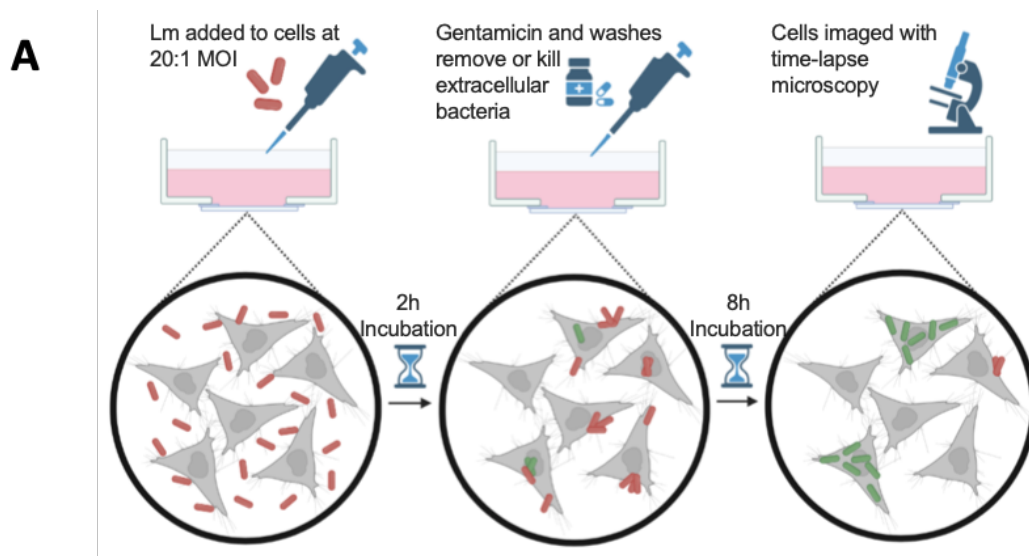 A
Lm added to cells at
20:1 MOI
Gentamicin and washes
remove or kill
extracellular
bacteria
Cells imaged with
time-lapse
microscopy
2h
Incubation
8h
Incubation